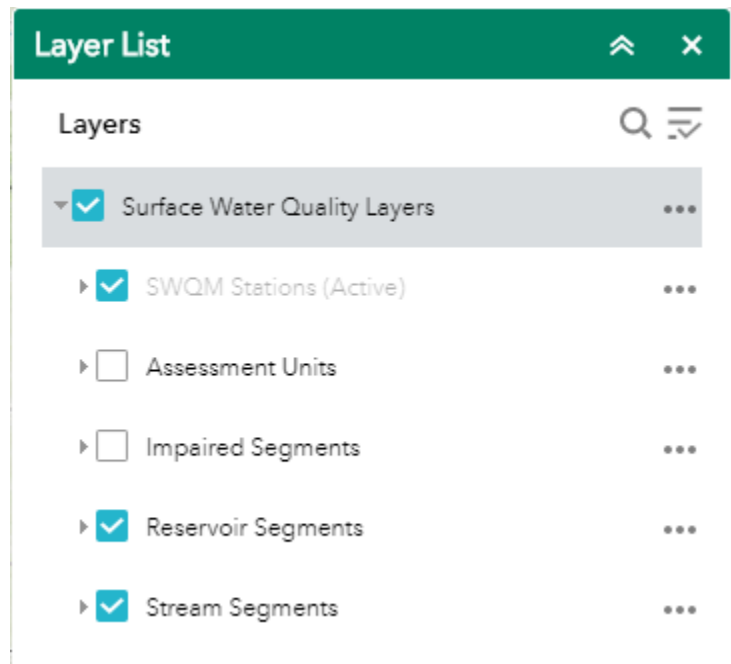 Layer List
Layers
Surface Water Quality Layers
SWQM Stations (Active)
Assessment Units
Impaired Segments
Reservoir Segments
Stream Segments